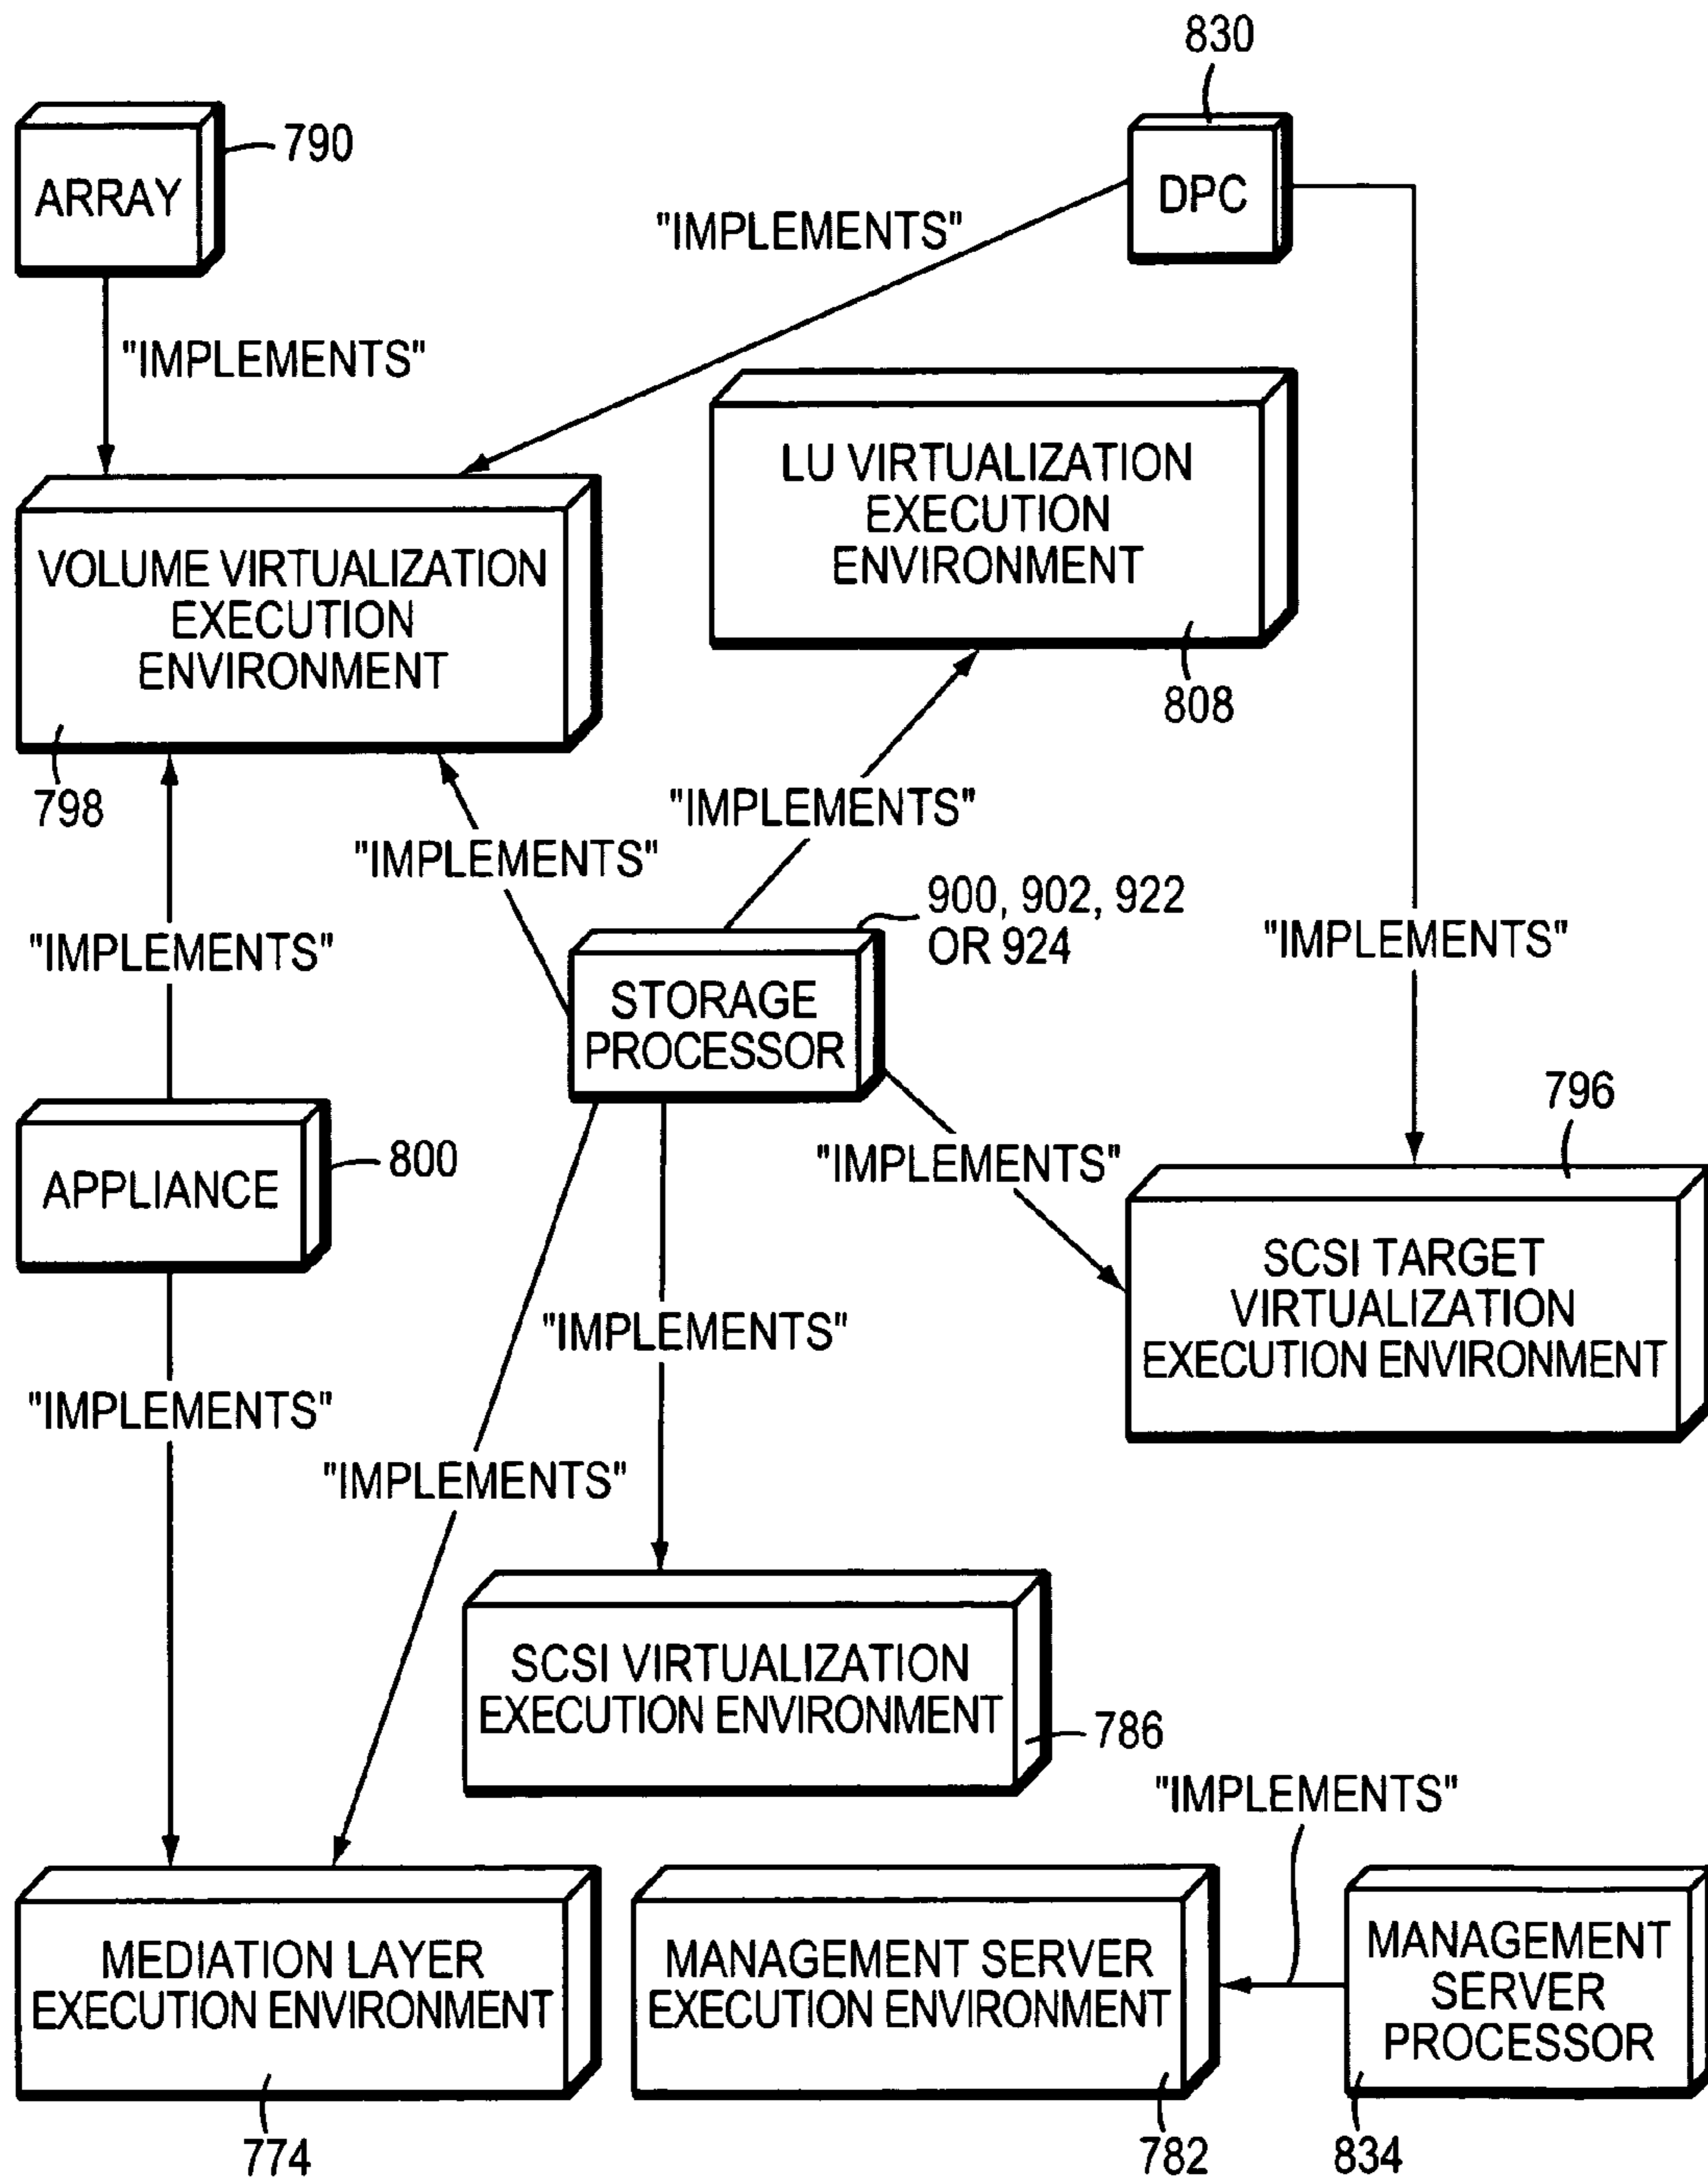 830
790
ARRAY
DPC
"IMPLEMENTS"
"IMPLEMENTS"
LU VIRTUALIZATION
EXECUTION
ENVIRONMENT
808
VOLUME VIRTUALIZATION
EXECUTION
ENVIRONMENT
798
"IMPLEMENTS"
"IMPLEMENTS"
"IMPLEMENTS"
900, 902, 922
OR 924
"IMPLEMENTS"
STORAGE
PROCESSOR
APPLIANCE
800
"IMPLEMENTS"
796
SCSI TARGET
VIRTUALIZATION
EXECUTION ENVIRONMENT
"IMPLEMENTS"
"IMPLEMENTS"
"IMPLEMENTS"
SCSI VIRTUALIZATION
EXECUTION ENVIRONMENT
786
"IMPLEMENTS"
MEDIATION LAYER
EXECUTION ENVIRONMENT
774
MANAGEMENT SERVER
EXECUTION ENVIRONMENT
782
MANAGEMENT
SERVER
PROCESSOR
834